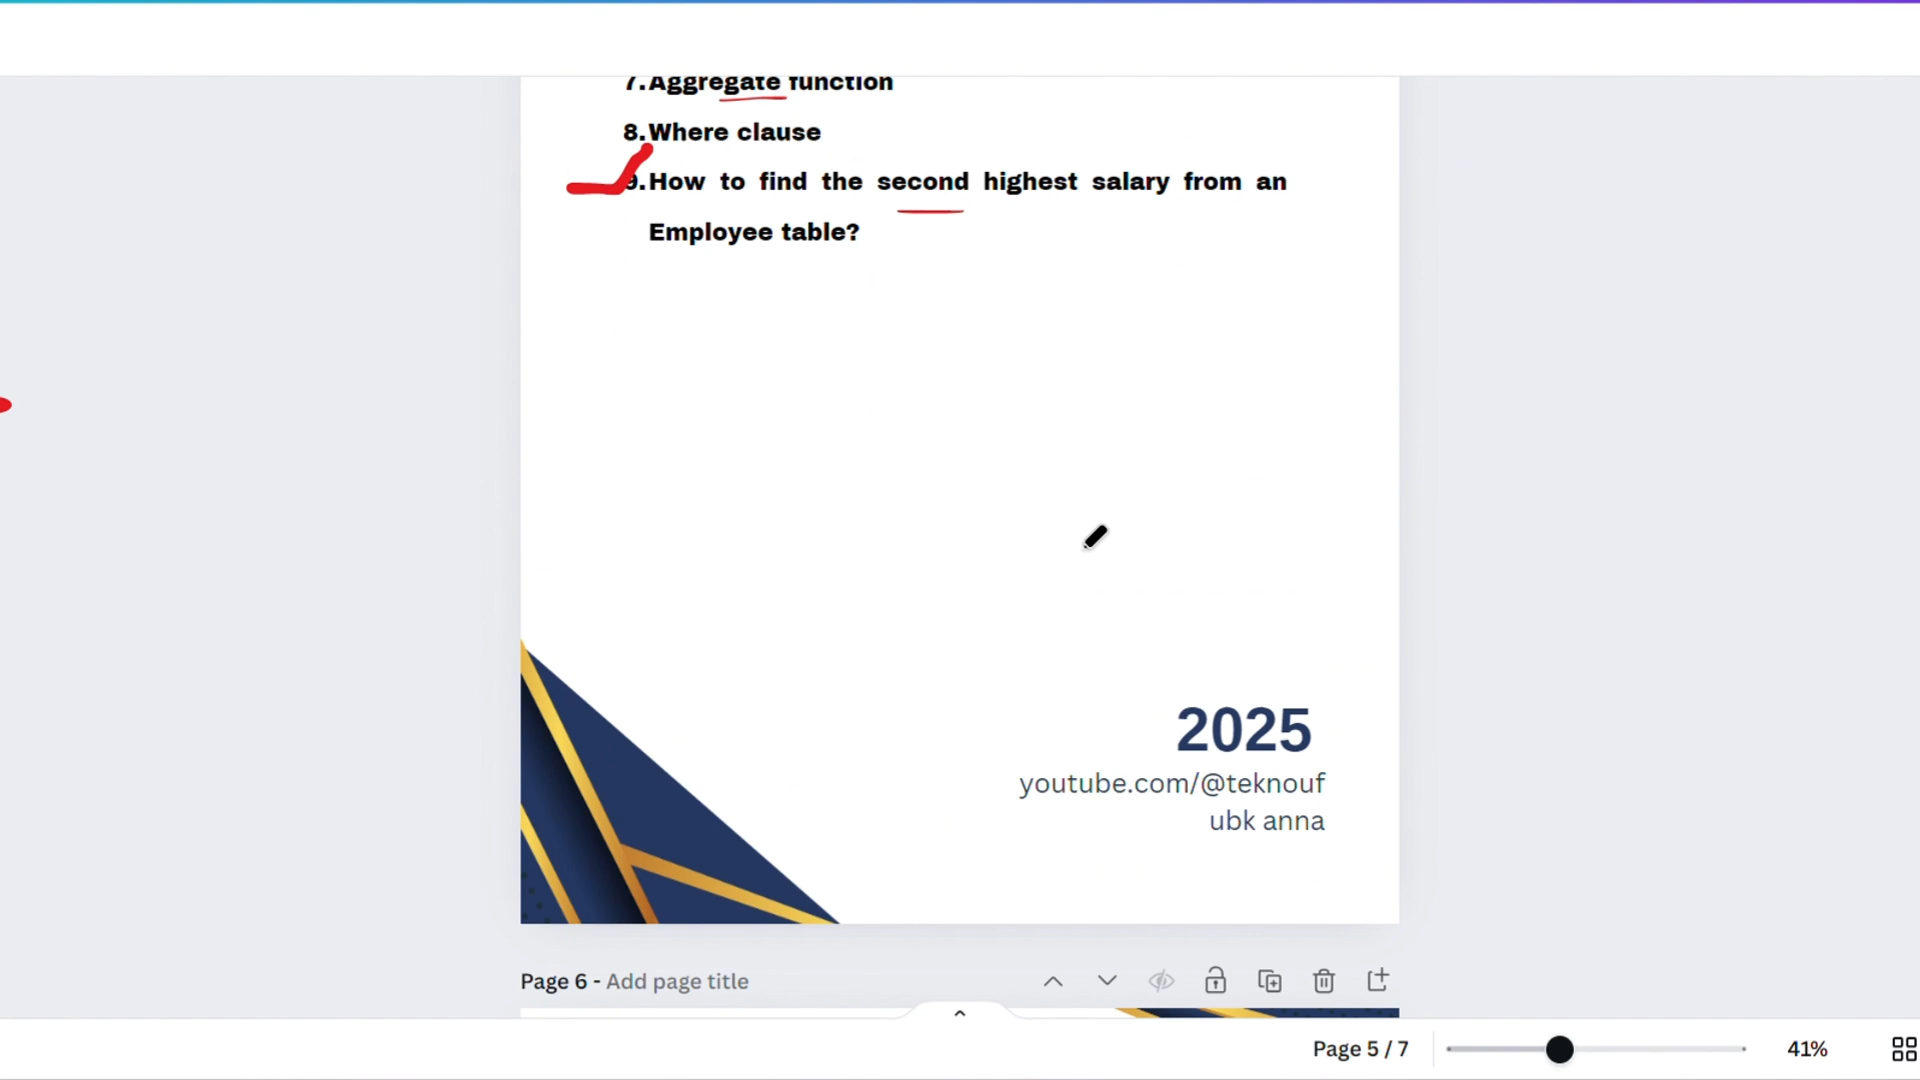 7. Aggregate function
8. Where clause
9. How to find the second highest salary from an
Employee table?
2025
youtube.com/@teknouf
ubk anna
Page 6 - Add page title
Page 5 / 7
41%